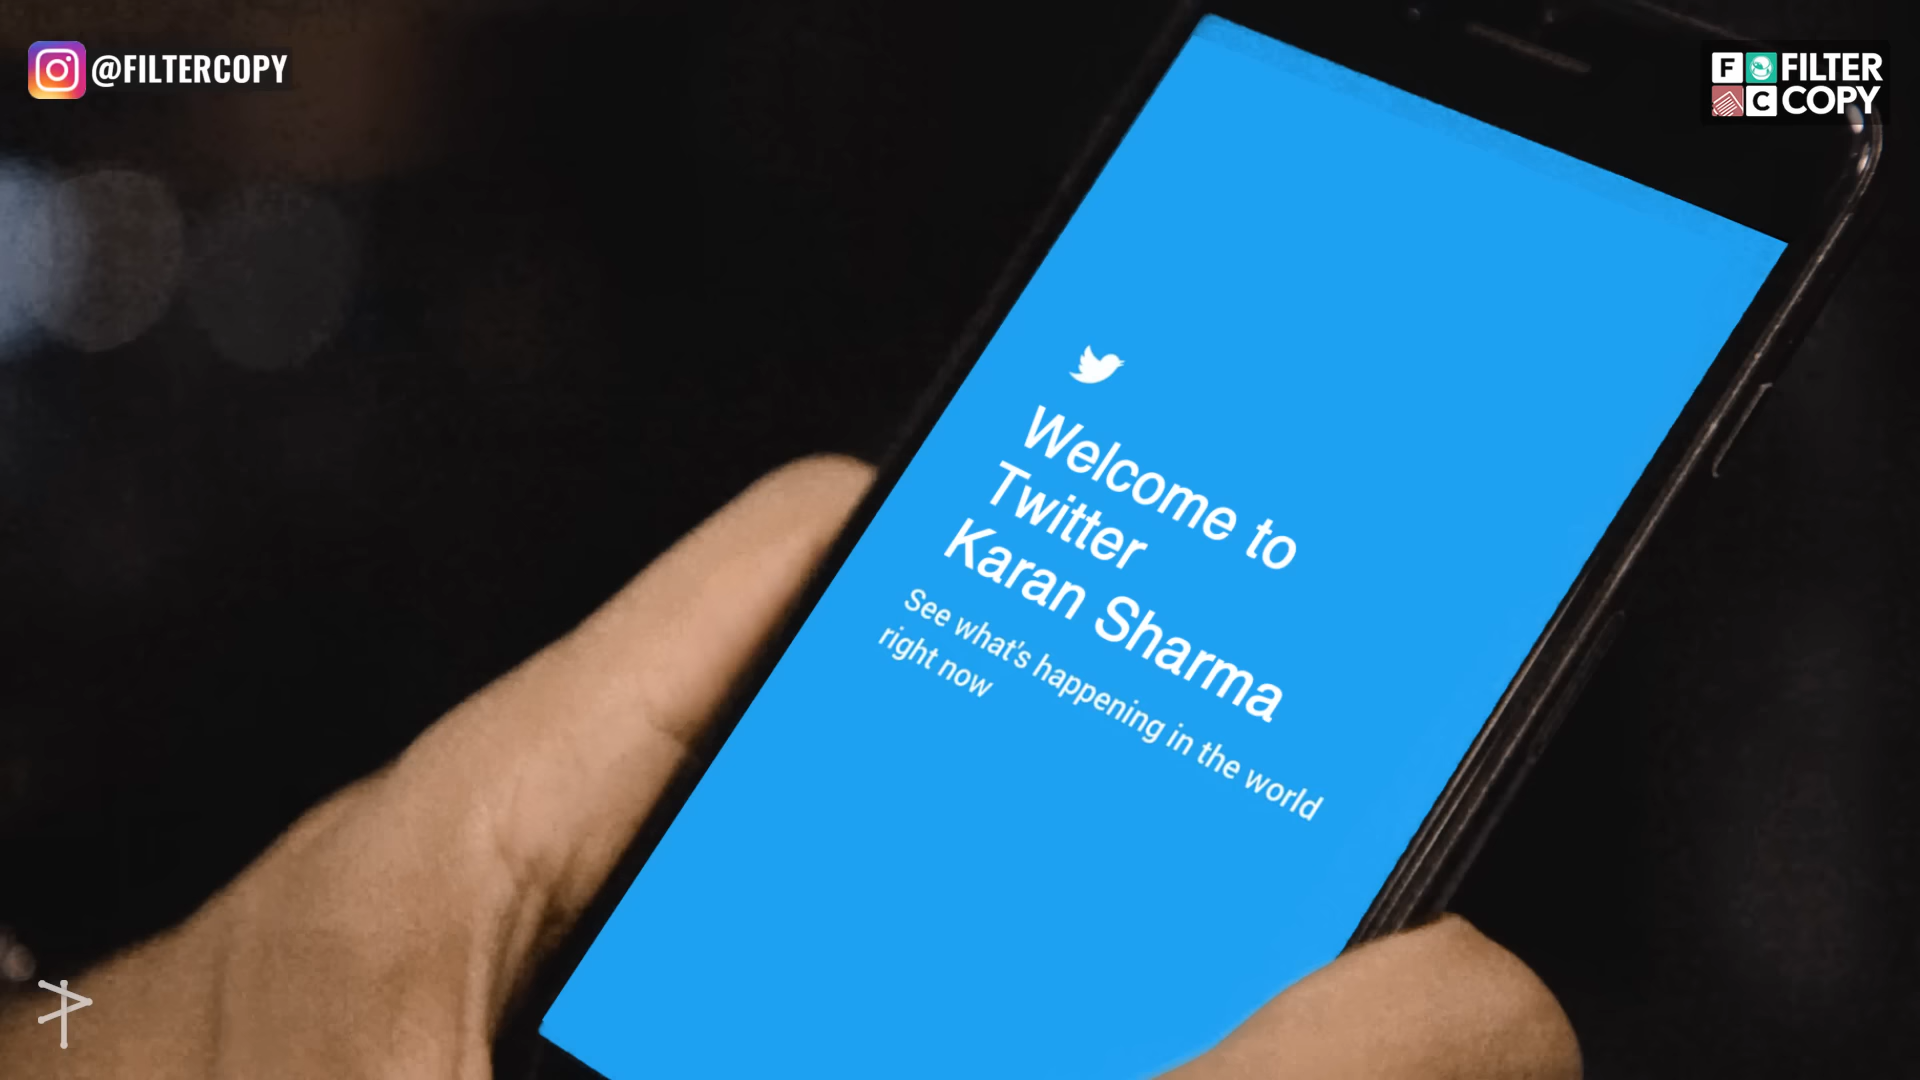 @FILTERCOPY
F
C
FILTER
COPY
Welcome to
Twitter
Karan Sharma
See what's happening in the world
right now